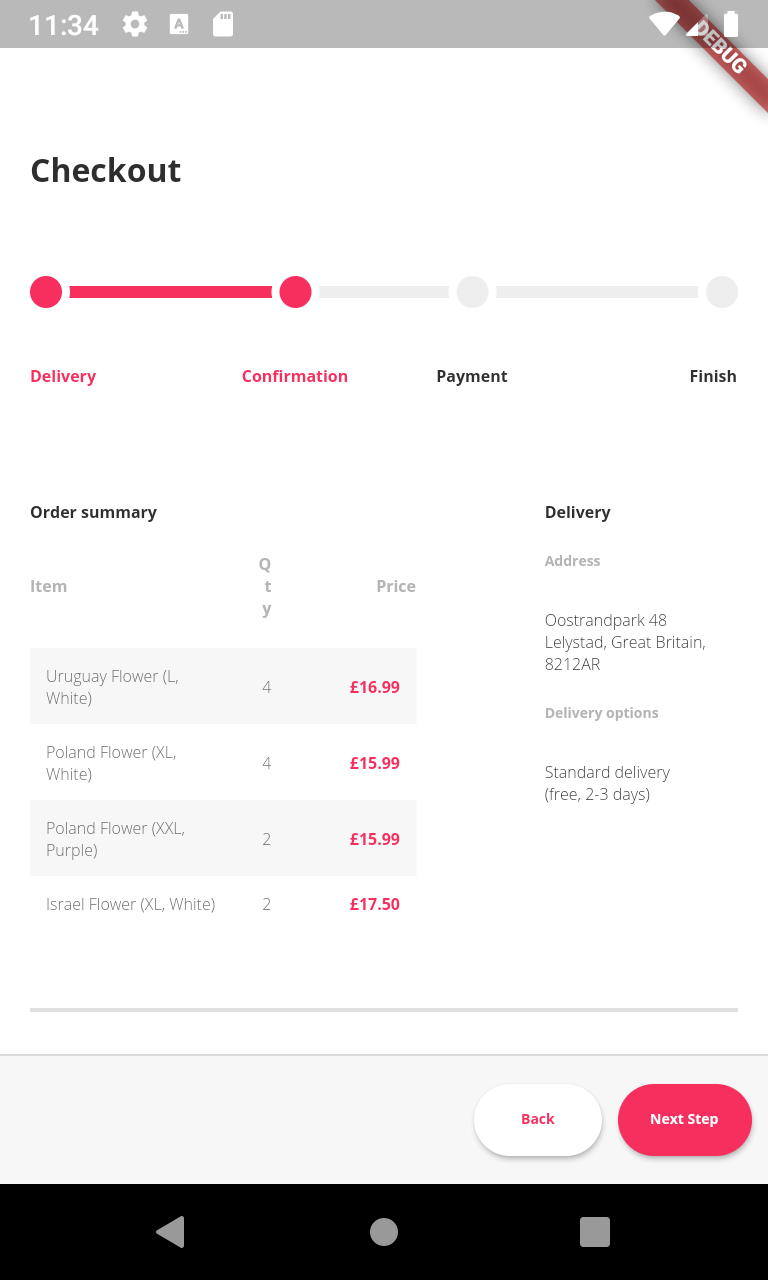 11:34
DEBUG
Checkout
Delivery Confirmation Payment Finish
Order summary
Item Qty Price
Uruguay Flower (L,
White) 4 £16.99
Poland Flower (XL,
White) 4 £15.99
Poland Flower (XXL,
Purple) 2 £15.99
Israel Flower (XL, White) 2 £17.50
Delivery
Address
Oostrandpark 48
Lelystad, Great Britain,
8212AR
Delivery options
Standard delivery
(free, 2-3 days)
Back Next Step